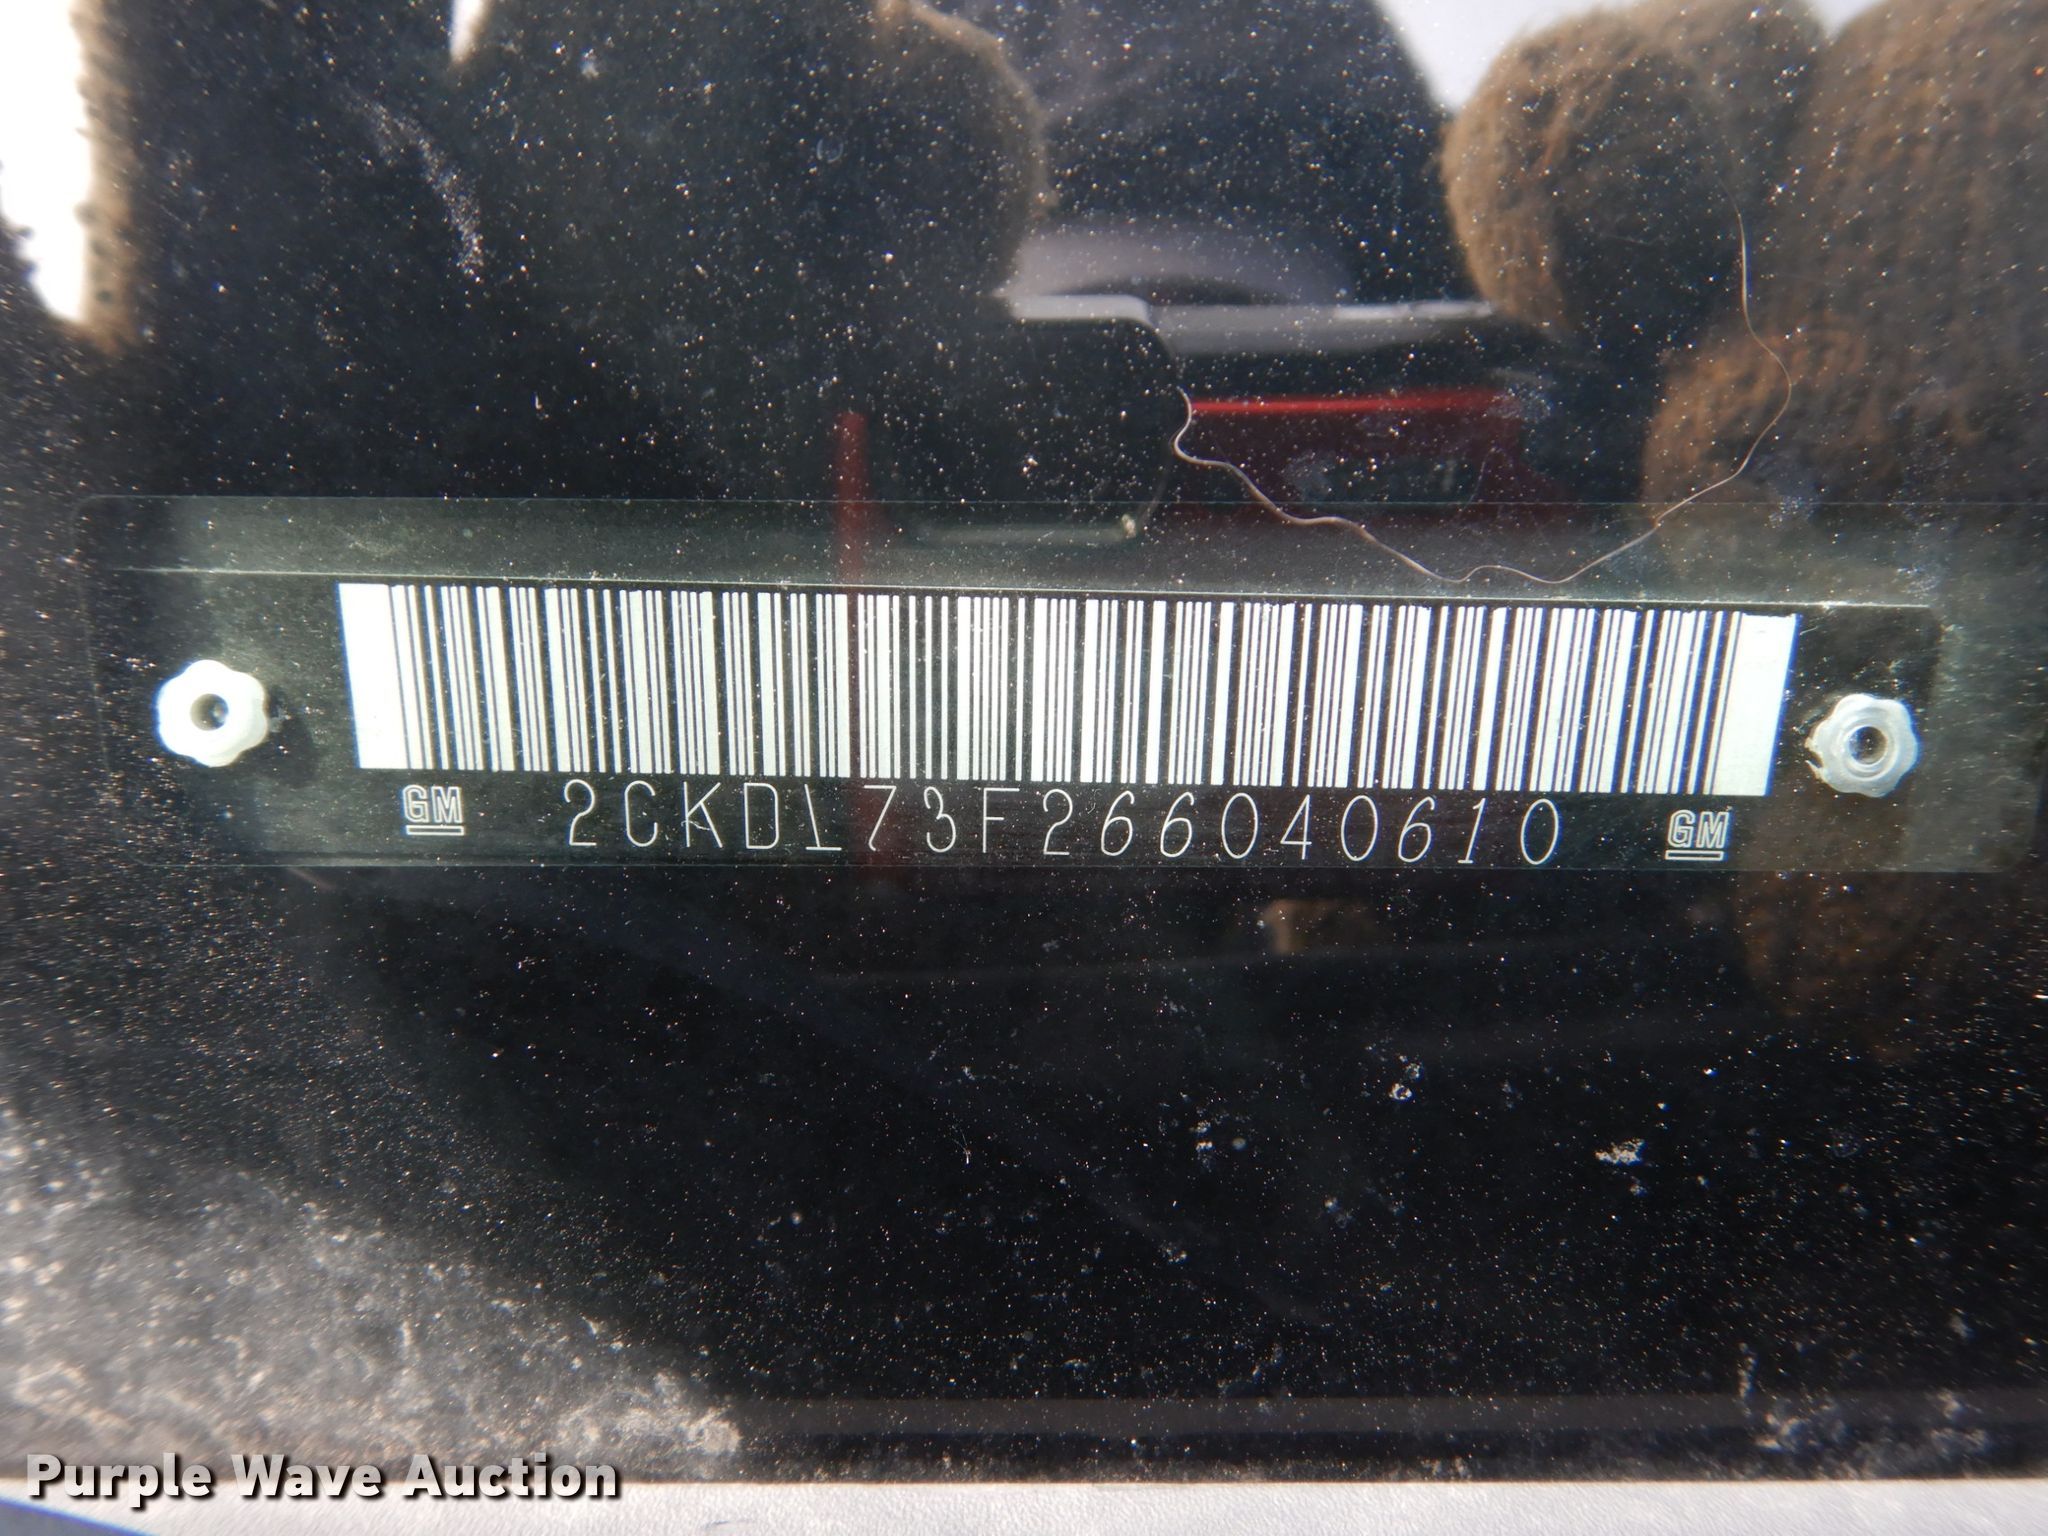 GM 2CKDL73F266040610 GM
Purple Wave Auction